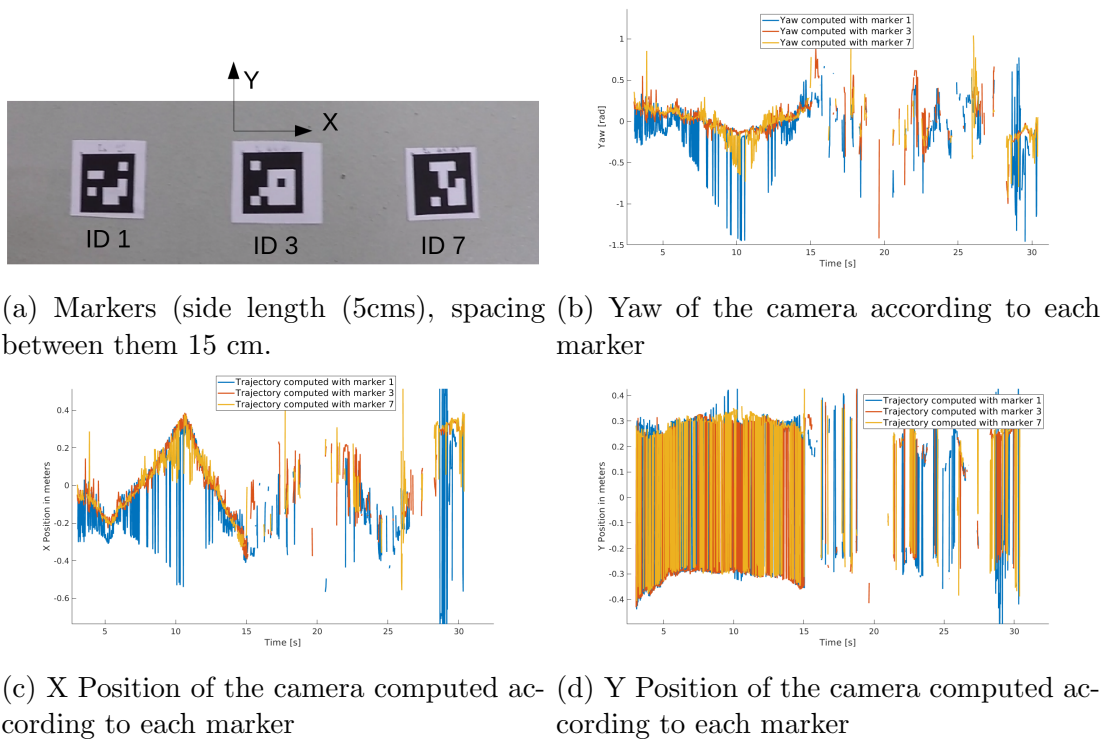 Y
X
ID 1
ID 3
ID 7
(a) Markers (side length (5cms), spacing
between them 15 cm.
Yaw computed with marker 1
Yaw computed with marker 3
Yaw computed with marker 7
1
0.5
0
-0.5
-1
-1.5
Yaw [rad]
5 10 15 20 25 30
Time [s]
(b) Yaw of the camera according to each
marker
Trajectory computed with marker 1
Trajectory computed with marker 3
Trajectory computed with marker 7
0.4
0.2
0
-0.2
-0.4
-0.6
X Position in meters
5 10 15 20 25 30
Time [s]
(c) X Position of the camera computed ac-
cording to each marker
Trajectory computed with marker 1
Trajectory computed with marker 3
Trajectory computed with marker 7
0.4
0.3
0.2
0.1
0
-0.1
-0.2
-0.3
-0.4
Y Position in meters
5 10 15 20 25 30
Time [s]
(d) Y Position of the camera computed ac-
cording to each marker